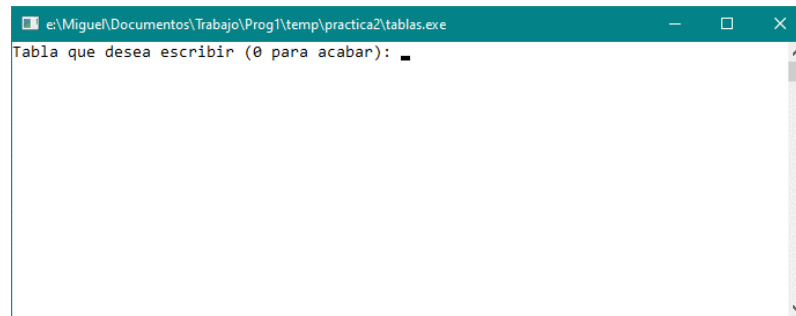 e:\Miguel\Documentos\Trabajo\Prog1\temp\practica2\tablas.exe
Tabla que desea escribir (0 para acabar):